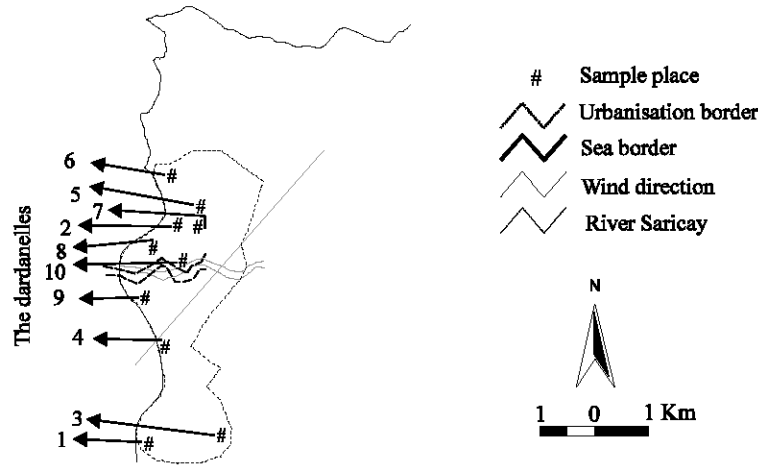 # Sample place
Urbanisation border
Sea border
Wind direction
River Saricay
The dardanelles
6
#
5
#
7
2
# #
8
#
10
#
9
#
4
#
3
#
1
#
N
1 0 1 Km